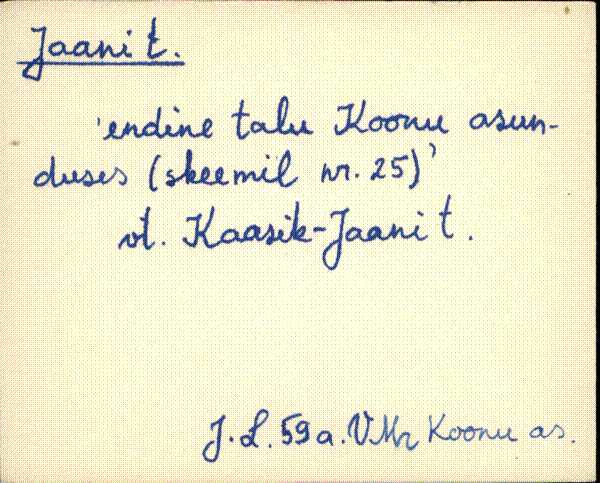 Jaani t.
'endine talu Koonu asun-
duses (skeemil nr. 25)'
vt. Kaasik-Jaani t.
J. L. 59 a. VMr Koonu as.